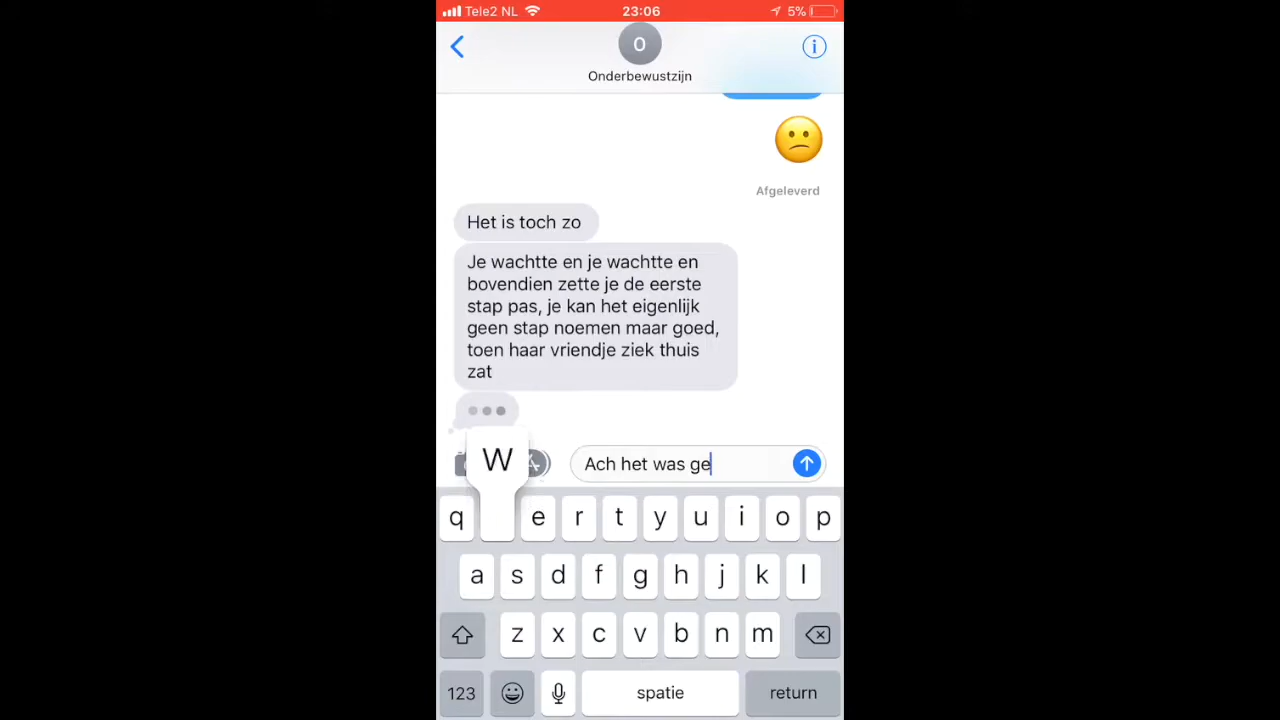 Tele2 NL 23:06 5%
O
Onderbewustzijn
Afgeleverd
Het is toch zo
Je wachtte en je wachtte en
bovendien zette je de eerste
stap pas, je kan het eigenlijk
geen stap noemen maar goed,
toen haar vriendje ziek thuis
zat
Ach het was ge
W
q e r t y u i o p
a s d f g h j k l
z x c v b n m
123 spatie return